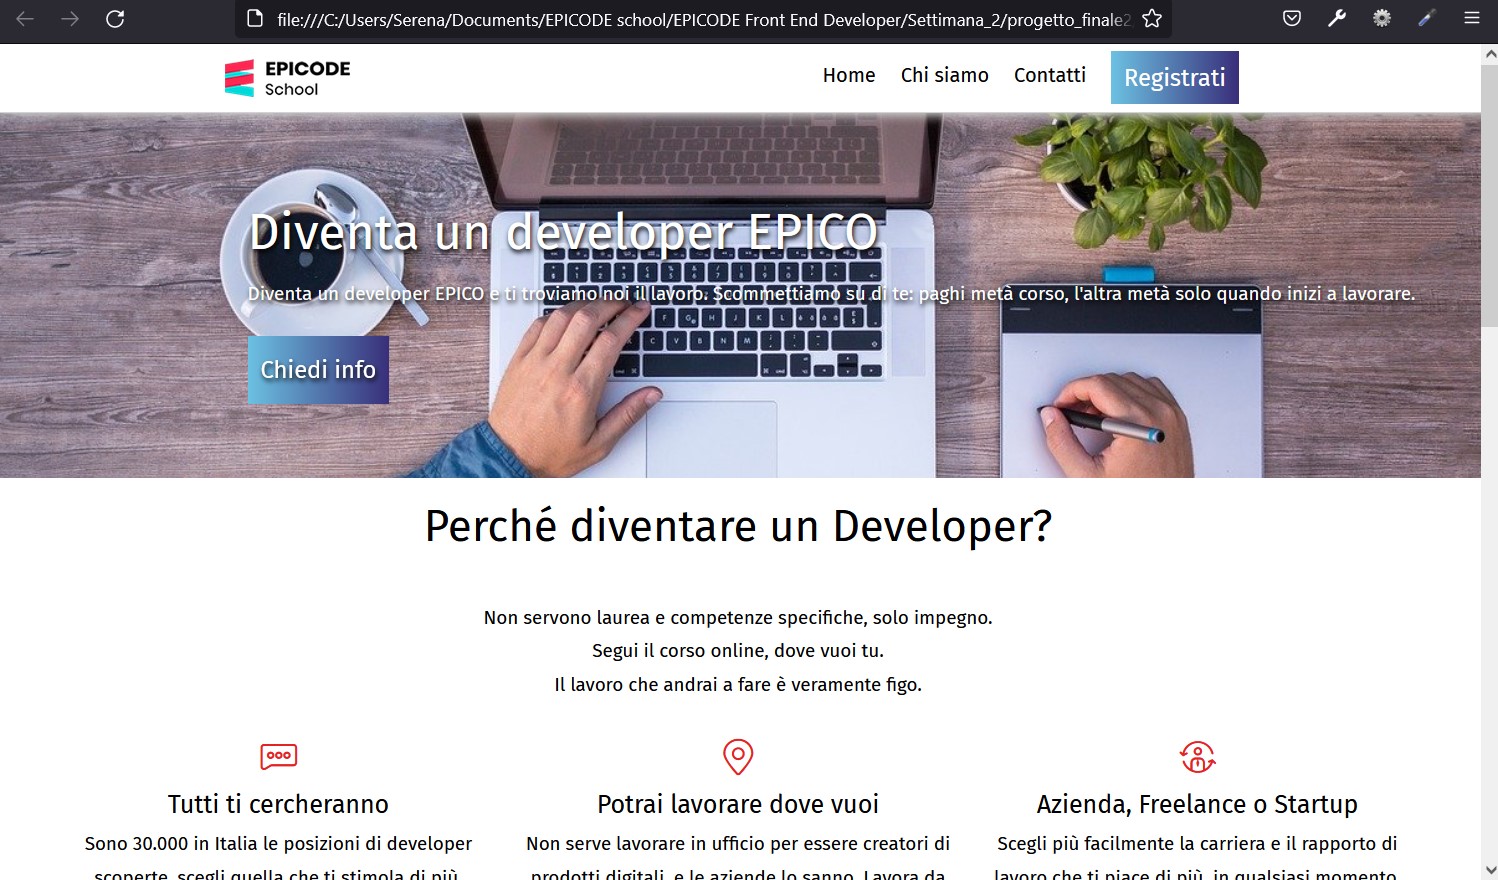 file:///C:/Users/Serena/Documents/EPICODE school/EPICODE Front End Developer/Settimana_2/progetto_finale2
EPICODE
School
Home Chi siamo Contatti Registrati
Diventa un developer EPICO
Diventa un developer EPICO e ti troviamo noi il lavoro. Scommettiamo su di te: paghi metà corso, l'altra metà solo quando inizi a lavorare.
Chiedi info
Perché diventare un Developer?
Non servono laurea e competenze specifiche, solo impegno.
Segui il corso online, dove vuoi tu.
Il lavoro che andrai a fare è veramente figo.
Tutti ti cercheranno
Sono 30.000 in Italia le posizioni di developer
scoperte, scegli quella che ti stimola di più.
Potrai lavorare dove vuoi
Non serve lavorare in ufficio per essere creatori di
prodotti digitali, e le aziende lo sanno. Lavora da
Azienda, Freelance o Startup
Scegli più facilmente la carriera e il rapporto di
lavoro che ti piace di più, in qualsiasi momento